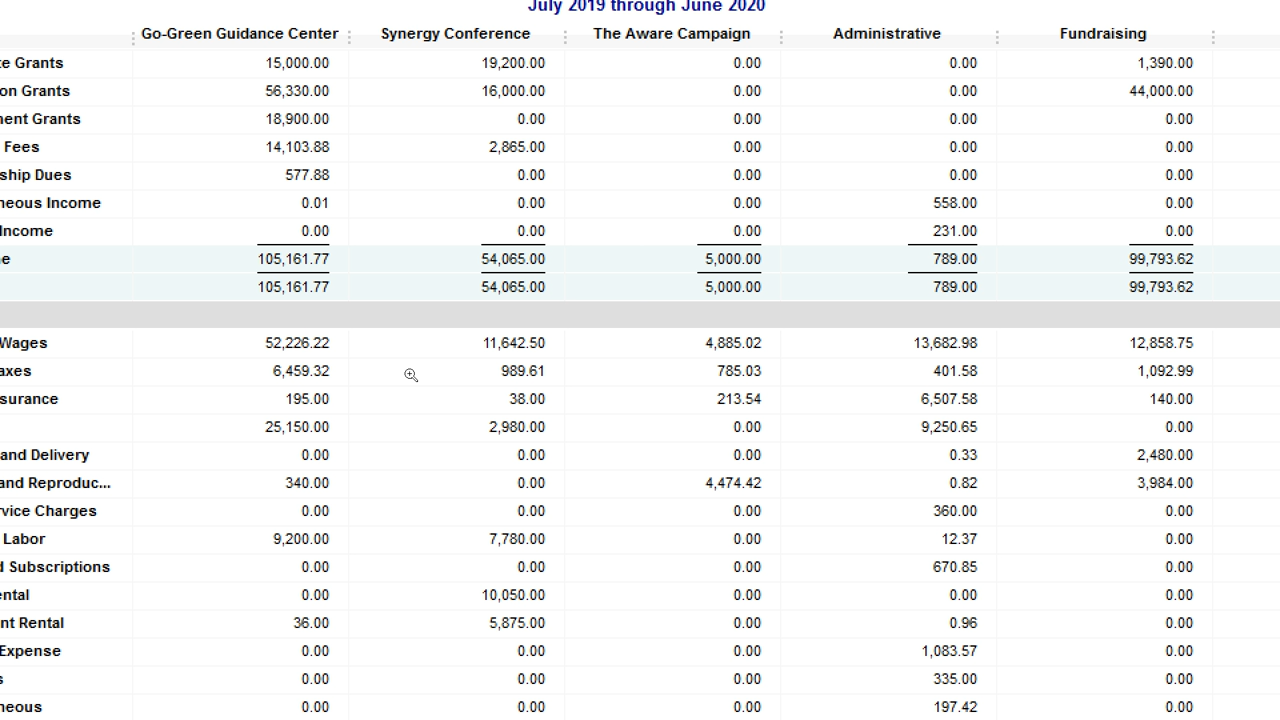 July 2019 through June 2020
Go-Green Guidance Center Synergy Conference The Aware Campaign Administrative Fundraising
te Grants 15,000.00 19,200.00 0.00 0.00 1,390.00
on Grants 56,330.00 16,000.00 0.00 0.00 44,000.00
nent Grants 18,900.00 0.00 0.00 0.00 0.00
Fees 14,103.88 2,865.00 0.00 0.00 0.00
ship Dues 577.88 0.00 0.00 0.00 0.00
neous Income 0.01 0.00 0.00 558.00 0.00
Income 0.00 0.00 0.00 231.00 0.00
e 105,161.77 54,065.00 5,000.00 789.00 99,793.62
105,161.77 54,065.00 5,000.00 789.00 99,793.62
Wages 52,226.22 11,642.50 4,885.02 13,682.98 12,858.75
axes 6,459.32 989.61 785.03 401.58 1,092.99
surance 195.00 38.00 213.54 6,507.58 140.00
25,150.00 2,980.00 0.00 9,250.65 0.00
and Delivery 0.00 0.00 0.00 0.33 2,480.00
and Reproduc... 340.00 0.00 4,474.42 0.82 3,984.00
rvice Charges 0.00 0.00 0.00 360.00 0.00
Labor 9,200.00 7,780.00 0.00 12.37 0.00
d Subscriptions 0.00 0.00 0.00 670.85 0.00
ental 0.00 10,050.00 0.00 0.00 0.00
nt Rental 36.00 5,875.00 0.00 0.96 0.00
Expense 0.00 0.00 0.00 1,083.57 0.00
s 0.00 0.00 0.00 335.00 0.00
neous 0.00 0.00 0.00 197.42 0.00